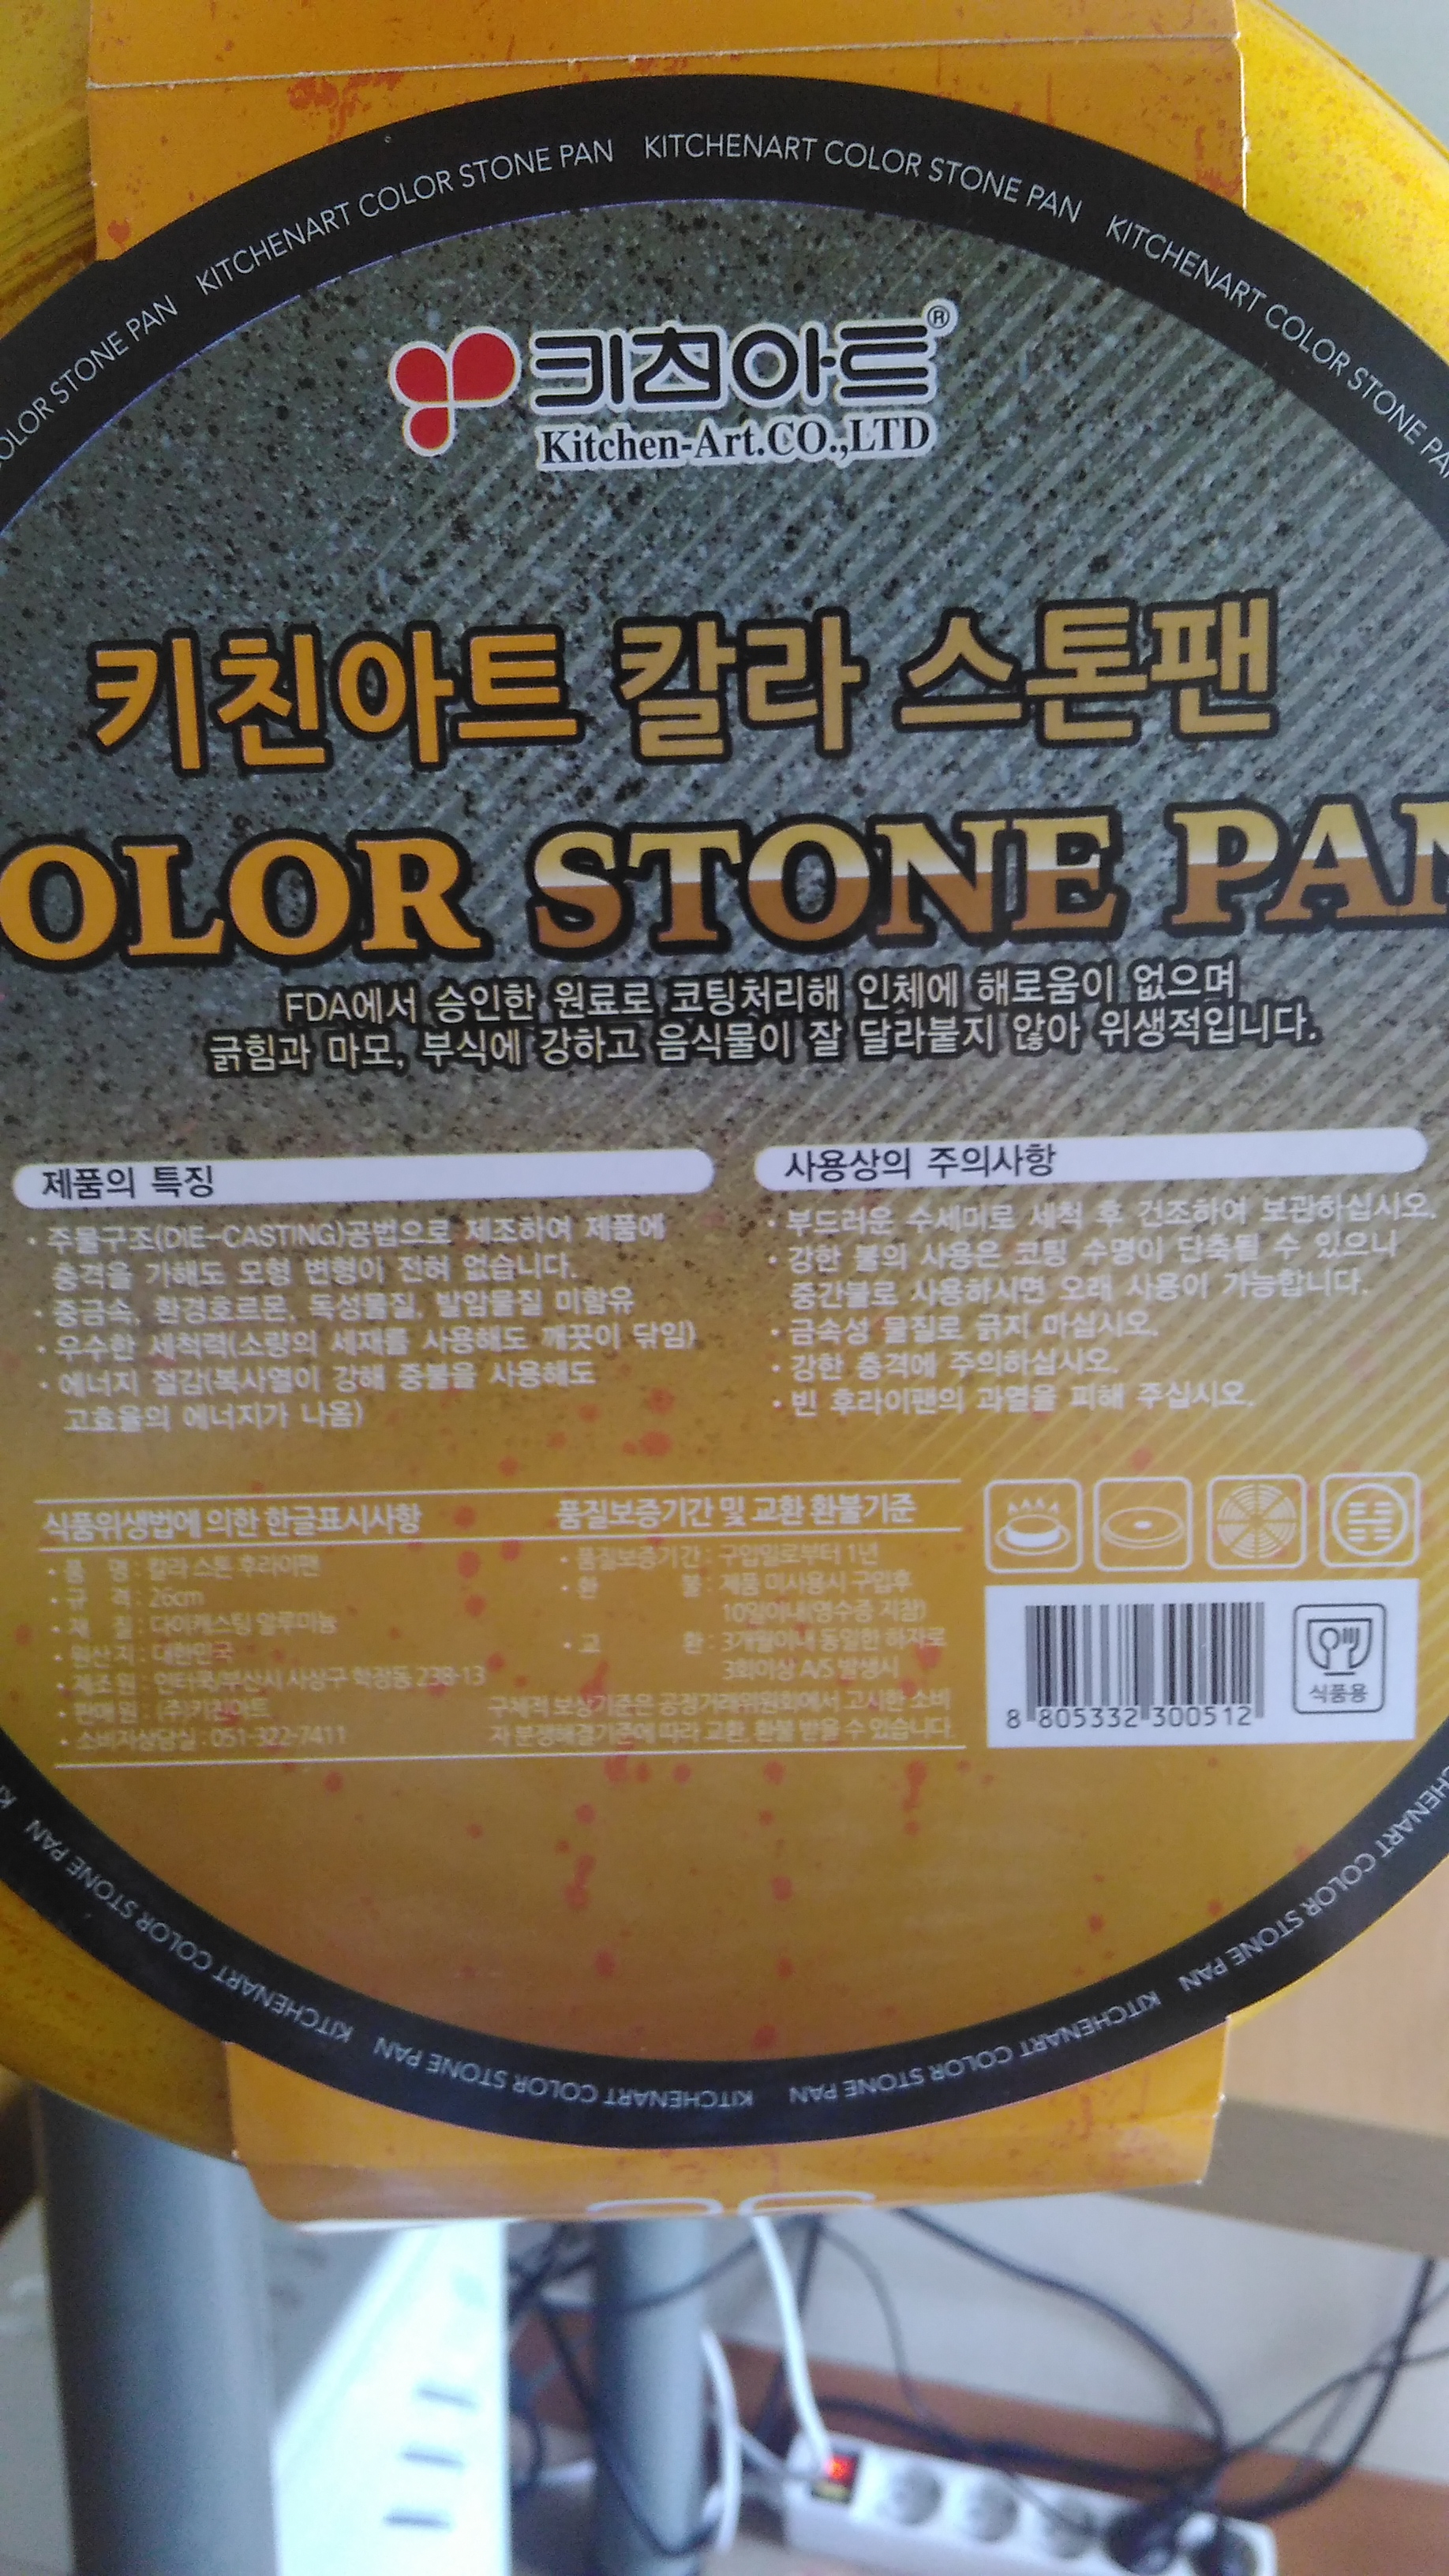 KITCHENART COLOR STONE PAN KITCHENART COLOR STONE PAN KITCHENART COLOR STONE PAN
키친아트®
Kitchen-Art.CO.,LTD
키친아트 칼라 스톤팬
OLOR STONE PAN
FDA에서 승인한 원료로 코팅처리해 인체에 해로움이 없으며
긁힘과 마모, 부식에 강하고 음식물이 잘 달라붙지 않아 위생적입니다.
제품의 특징
· 주물구조(DIE-CASTING)공법으로 제조하여 제품에
충격을 가해도 모형 변형이 전혀 없습니다.
· 중금속, 환경호르몬, 독성물질, 발암물질 미함유
· 우수한 세척력(소량의 세재를 사용해도 깨끗이 닦임)
· 에너지 절감(복사열이 강해 중불을 사용해도
고효율의 에너지가 나옴)
사용상의 주의사항
· 부드러운 수세미로 세척 후 건조하여 보관하십시오.
· 강한 불의 사용은 코팅 수명이 단축될 수 있으니
중간불로 사용하시면 오래 사용이 가능합니다.
· 금속성 물질로 긁지 마십시오.
· 강한 충격에 주의하십시오.
· 빈 후라이팬의 과열을 피해 주십시오.
식품위생법에 의한 한글표시사항
· 품 명 : 칼라 스톤 후라이팬
· 규 격 : 26cm
· 재 질 : 다이캐스팅 알루미늄
· 원산지 : 대한민국
· 제조원 : 인터쿡/부산시 사상구 학장동 238-13
· 판매원 : (주)키친아트
· 소비자상담실 : 051-322-7411
품질보증기간 및 교환 환불기준
· 품질보증기간 : 구입일로부터 1년
· 환 불 : 제품 미사용시 구입후
10일이내(영수증 지참)
· 교 환 : 3개월이내 동일한 하자로
3회이상 A/S 발생시
구체적 보상기준은 공정거래위원회에서 고시한 소비
자 분쟁해결기준에 따라 교환, 환불 받을 수 있습니다.
8 805332 300512
식품용
KITCHENART COLOR STONE PAN KITCHENART COLOR STONE PAN KITCHENART COLOR STONE PAN